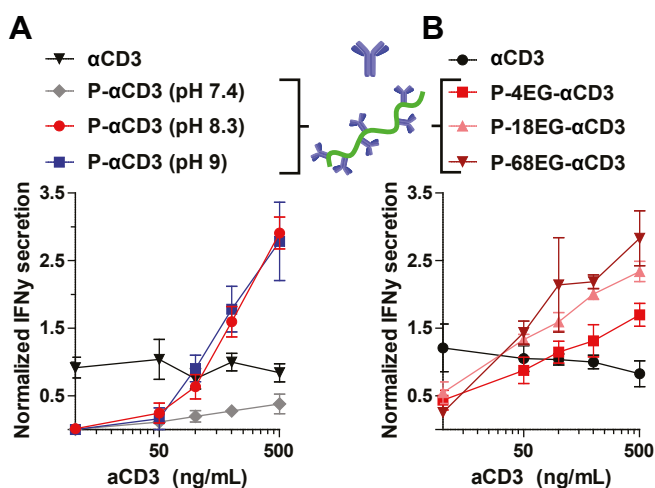 A
αCD3
P-αCD3 (pH 7.4)
P-αCD3 (pH 8.3)
P-αCD3 (pH 9)
Normalized IFNy secretion
3.5
2.5
1.5
0.5
50
500
aCD3 (ng/mL)
B
αCD3
P-4EG-αCD3
P-18EG-αCD3
P-68EG-αCD3
Normalized IFNy secretion
3.5
2.5
1.5
0.5
50
500
aCD3 (ng/mL)